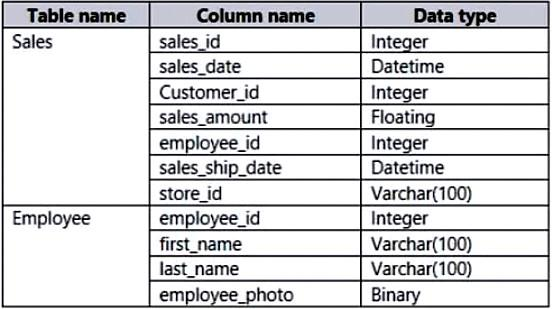 Table name Column name Data type
Sales sales_id Integer
sales_date Datetime
Customer_id Integer
sales_amount Floating
employee_id Integer
sales_ship_date Datetime
store_id Varchar(100)
Employee employee_id Integer
first_name Varchar(100)
last_name Varchar(100)
employee_photo Binary